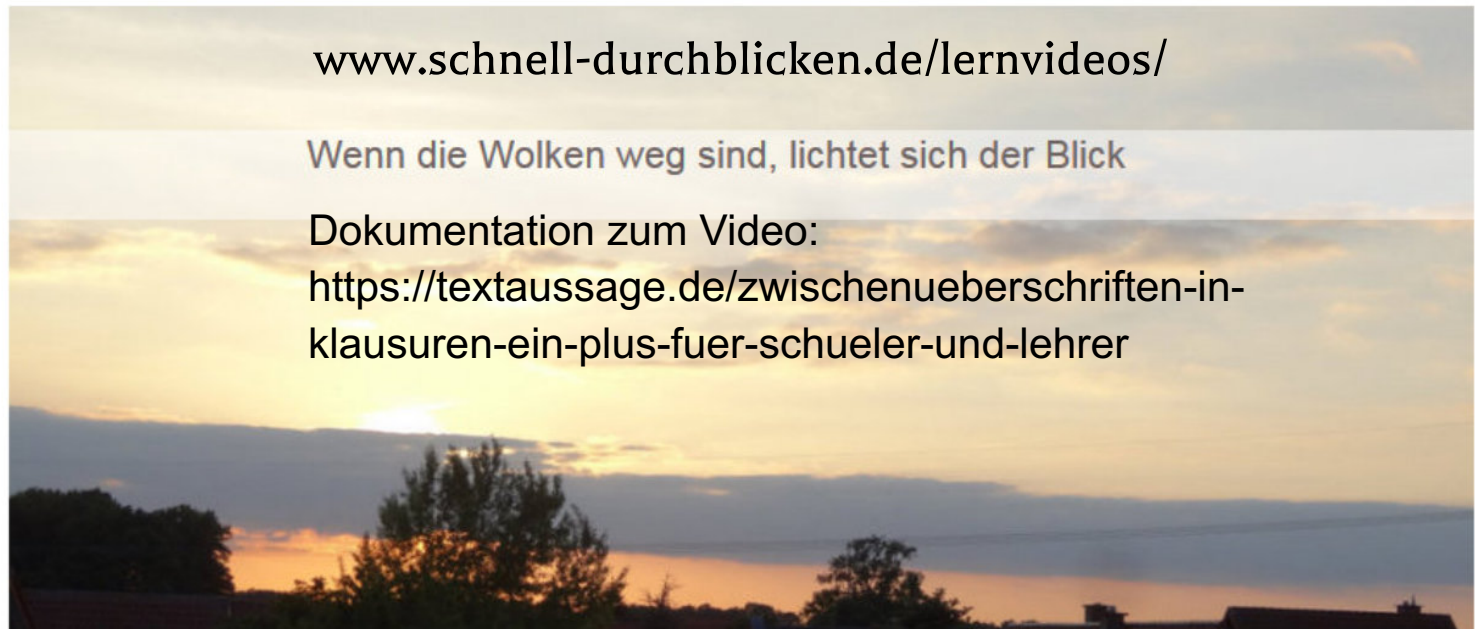 www.schnell-durchblicken.de/lernvideos/
Wenn die Wolken weg sind, lichtet sich der Blick
Dokumentation zum Video:
https://textaussage.de/zwischenueberschriften-in-
klausuren-ein-plus-fuer-schueler-und-lehrer